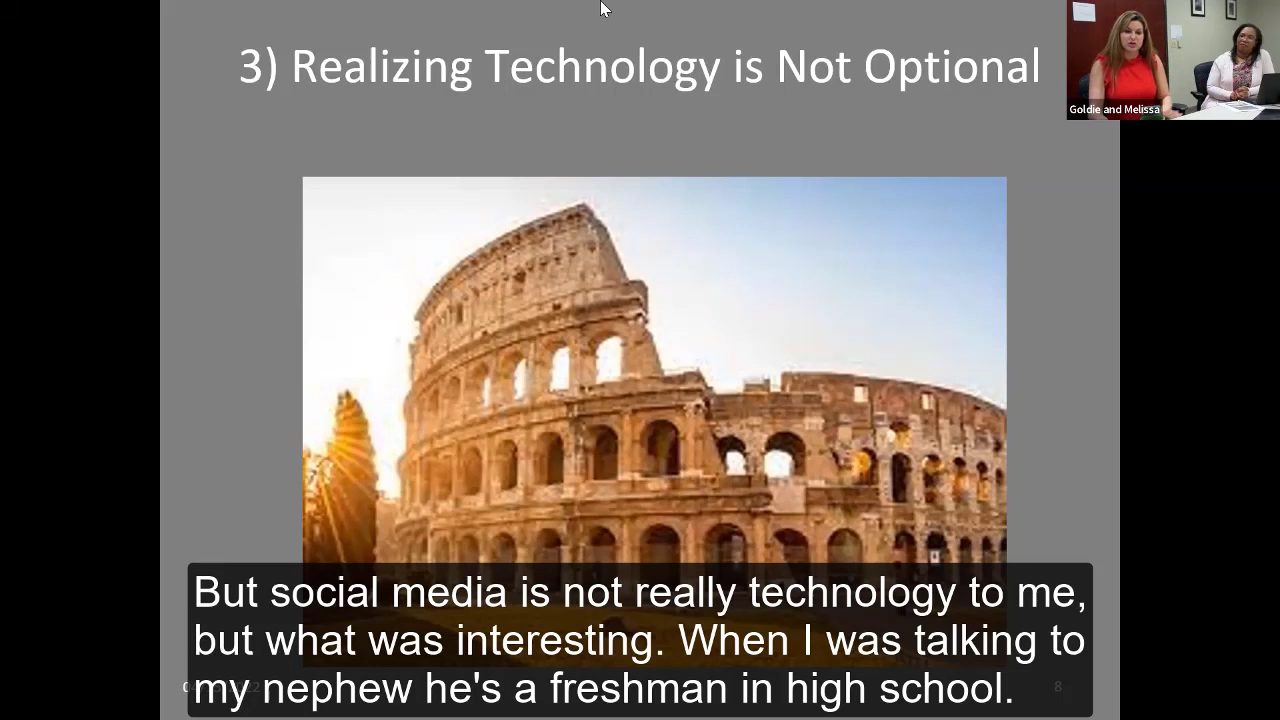 3) Realizing Technology is Not Optional
Goldie and Melissa
But social media is not really technology to me,
but what was interesting. When I was talking to
my nephew he's a freshman in high school.
8